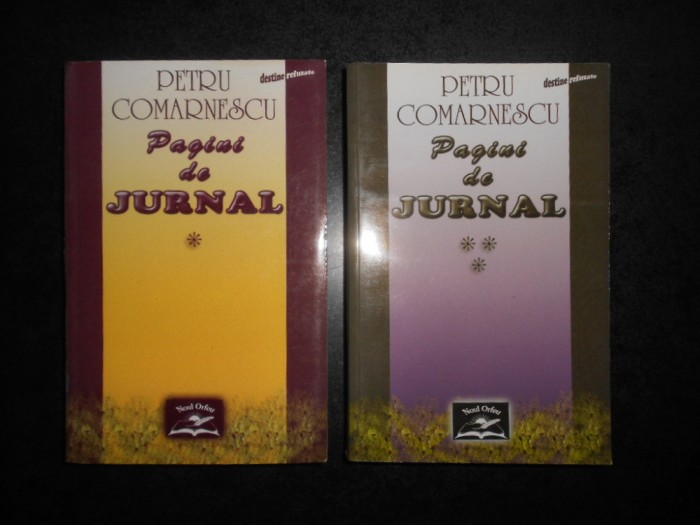 PETRU
COMARNESCU
destine refuzate
Pagini
de
JURNAL
*
Noul Orfeu
PETRU
COMARNESCU
destine refuzate
Pagini
de
JURNAL
* *
*
Noul Orfeu